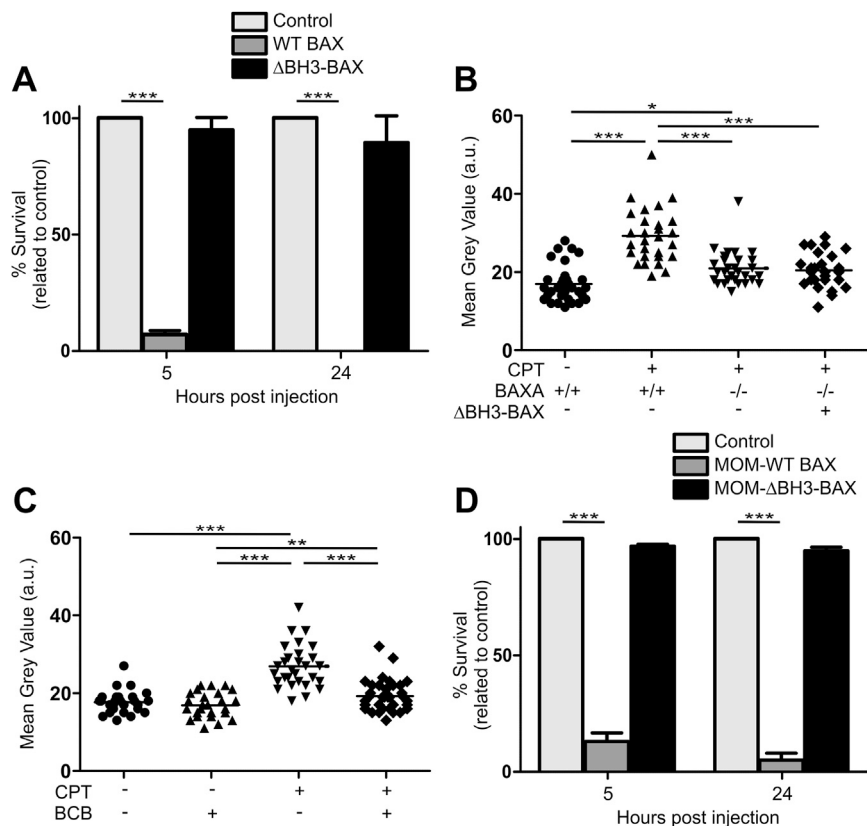 Control
WT BAX
ΔBH3-BAX
A
***
***
100
50
0
% Survival
(related to control)
5
24
Hours post injection
B
*
***
***
***
60
40
20
0
Mean Grey Value (a.u.)
CPT - + + +
BAXA +/+ +/+ -/- -/-
ΔBH3-BAX - - - +
C
***
**
***
***
60
40
20
0
Mean Grey Value (a.u.)
CPT - - + +
BCB - + - +
Control
MOM-WT BAX
MOM-ΔBH3-BAX
D
***
***
100
50
0
% Survival
(related to control)
5
24
Hours post injection